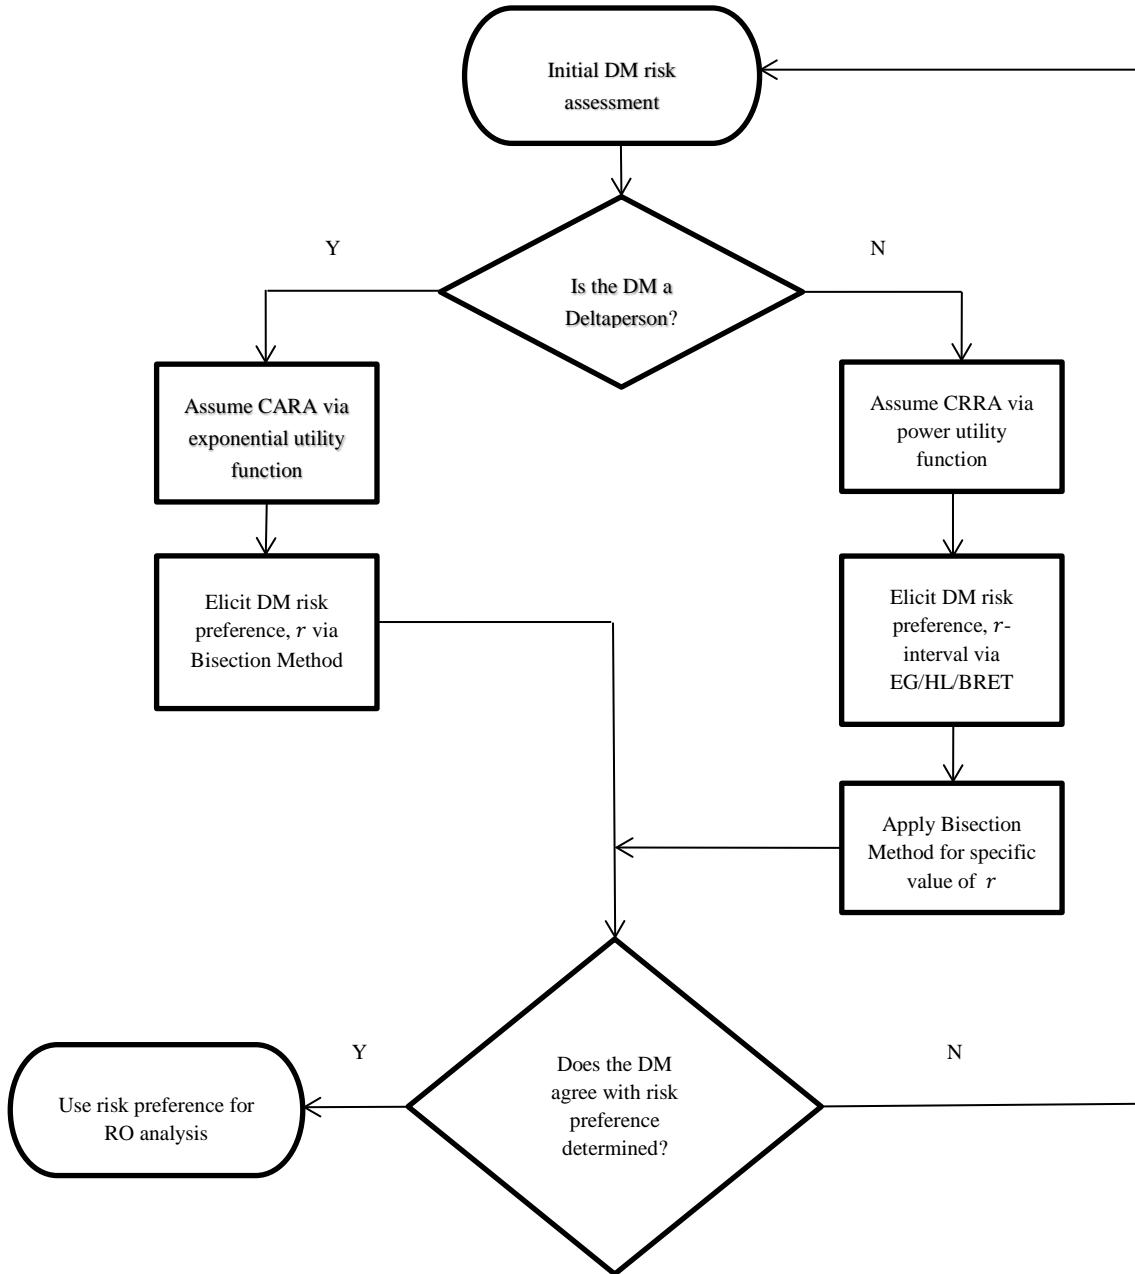 Initial DM risk
assessment
Y
N
Is the DM a
Deltaperson?
Assume CARA via
exponential utility
function
Assume CRRA via
power utility
function
Elicit DM risk
preference, r via
Bisection Method
Elicit DM risk
preference, r-
interval via
EG/HL/BRET
Apply Bisection
Method for specific
value of r
Y
N
Does the DM
agree with risk
preference
determined?
Use risk preference for
RO analysis